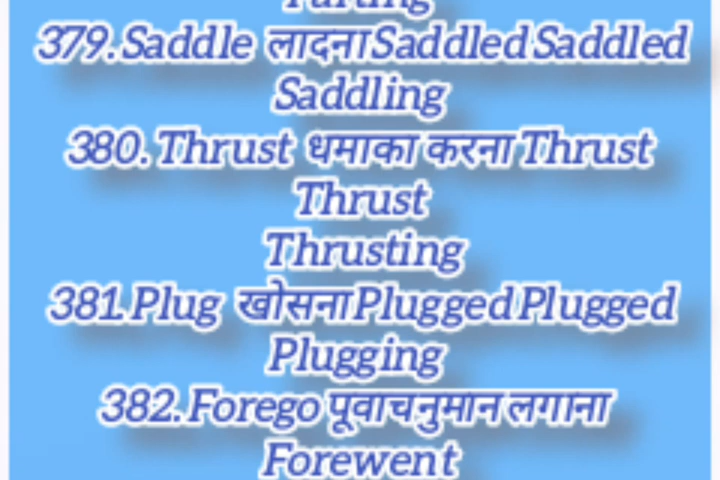 379. Saddle लादना Saddled Saddled
Saddling
380. Thrust धमाका करना Thrust
Thrust
Thrusting
381. Plug खोसना Plugged Plugged
Plugging
382. Forego पूवाचनुमान लगाना
Forewent